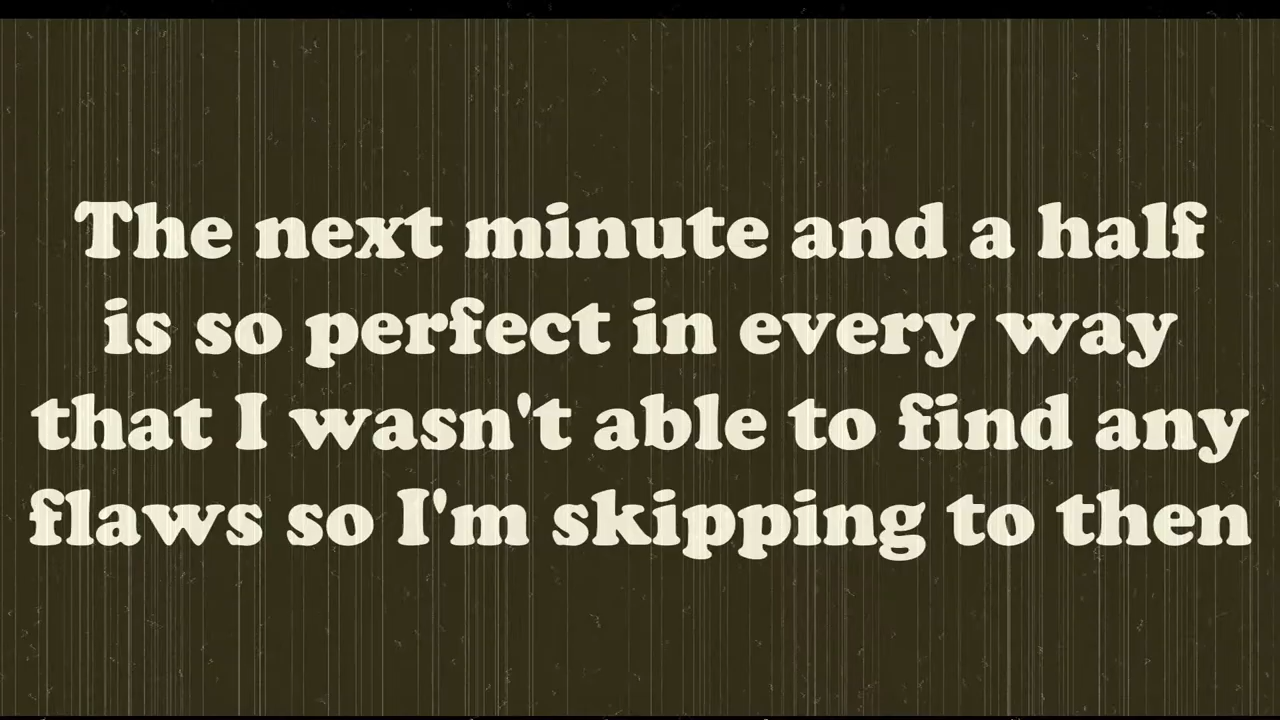 The next minute and a half
is so perfect in every way
that I wasn't able to find any
flaws so I'm skipping to then